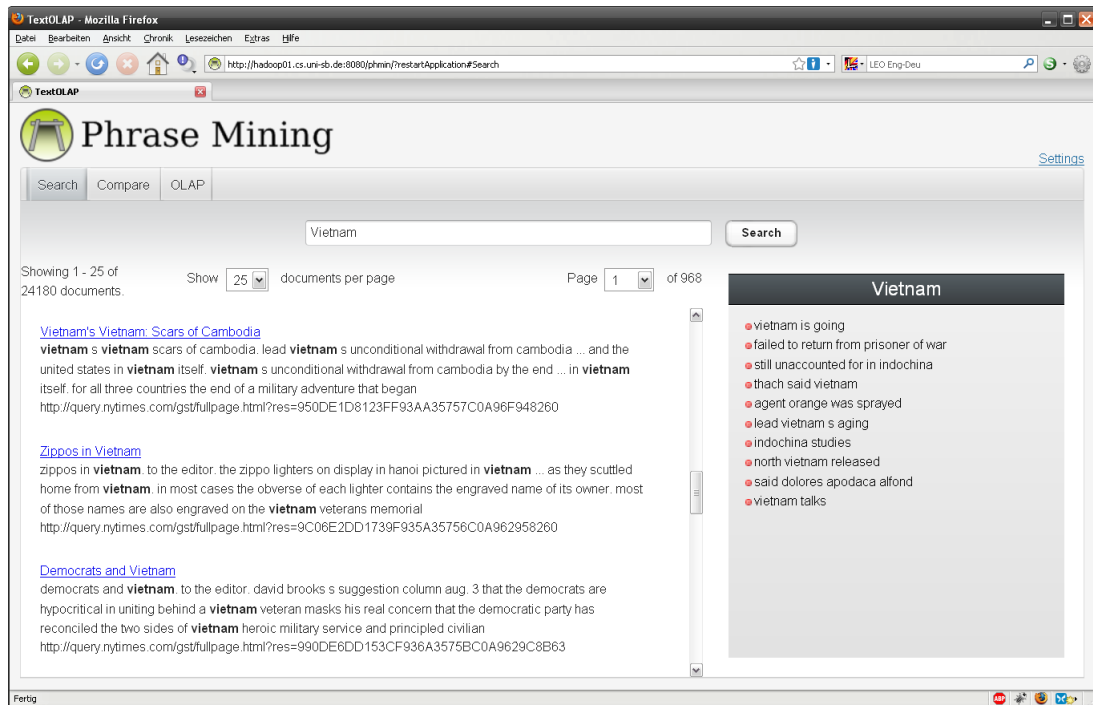 TextOLAP - Mozilla Firefox
Datei Bearbeiten Ansicht Chronik Lesezeichen Extras Hilfe
http://hadoop01.cs.uni-sb.de:8080/phmin/?restartApplication#Search
LEO Eng-Deu
TextOLAP
Phrase Mining
Settings
Search Compare OLAP
Vietnam Search
Showing 1 - 25 of
24180 documents.
Show 25 documents per page
Page 1 of 968
Vietnam's Vietnam: Scars of Cambodia
vietnam s vietnam scars of cambodia. lead vietnam s unconditional withdrawal from cambodia ... and the
united states in vietnam itself. vietnam s unconditional withdrawal from cambodia by the end ... in vietnam
itself. for all three countries the end of a military adventure that began
http://query.nytimes.com/gst/fullpage.html?res=950DE1D8123FF93AA35757C0A96F948260
Zippos in Vietnam
zippos in vietnam. to the editor. the zippo lighters on display in hanoi pictured in vietnam ... as they scuttled
home from vietnam. in most cases the obverse of each lighter contains the engraved name of its owner. most
of those names are also engraved on the vietnam veterans memorial
http://query.nytimes.com/gst/fullpage.html?res=9C06E2DD1739F935A35756C0A962958260
Democrats and Vietnam
democrats and vietnam. to the editor. david brooks s suggestion column aug. 3 that the democrats are
hypocritical in uniting behind a vietnam veteran masks his real concern that the democratic party has
reconciled the two sides of vietnam heroic military service and principled civilian
http://query.nytimes.com/gst/fullpage.html?res=990DE6DD153CF936A3575BC0A9629C8B63
Vietnam
vietnam is going
failed to return from prisoner of war
still unaccounted for in indochina
thach said vietnam
agent orange was sprayed
lead vietnam s aging
indochina studies
north vietnam released
said dolores apodaca alfond
vietnam talks
Fertig
ABP